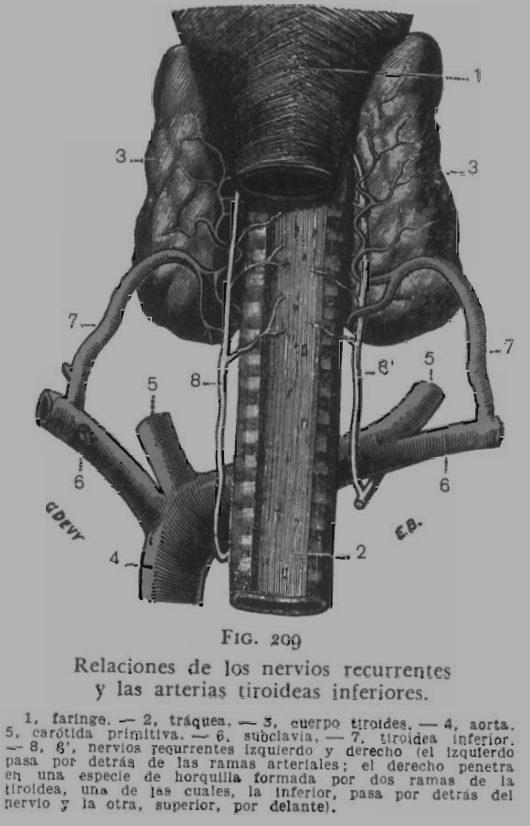 1
3
3
7
7
5
5
8
8'
6
6
G DEVY
E.B.
4
2
FIG. 209
Relaciones de los nervios recurrentes
y las arterias tiroideas inferiores.
1, faringe. — 2, tráquea. — 3, cuerpo tiroides. — 4, aorta.
5, carótida primitiva. — 6. subclavia. — 7. tiroidea inferior.
— 8, 8', nervios recurrentes izquierdo y derecho (el izquierdo
pasa por detrás de las ramas arteriales; el derecho penetra
en una especie de horquilla formada por dos ramas de la
tiroidea, una de las cuales, la inferior, pasa por detrás del
nervio y la otra, superior, por delante).